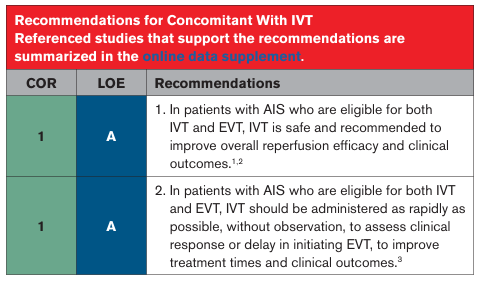 Recommendations for Concomitant With IVT
Referenced studies that support the recommendations are
summarized in the online data supplement.
COR LOE Recommendations
1 A
1. In patients with AIS who are eligible for both
IVT and EVT, IVT is safe and recommended to
improve overall reperfusion efficacy and clinical
outcomes.1,2
1 A
2. In patients with AIS who are eligible for both IVT
and EVT, IVT should be administered as rapidly as
possible, without observation, to assess clinical
response or delay in initiating EVT, to improve
treatment times and clinical outcomes.3